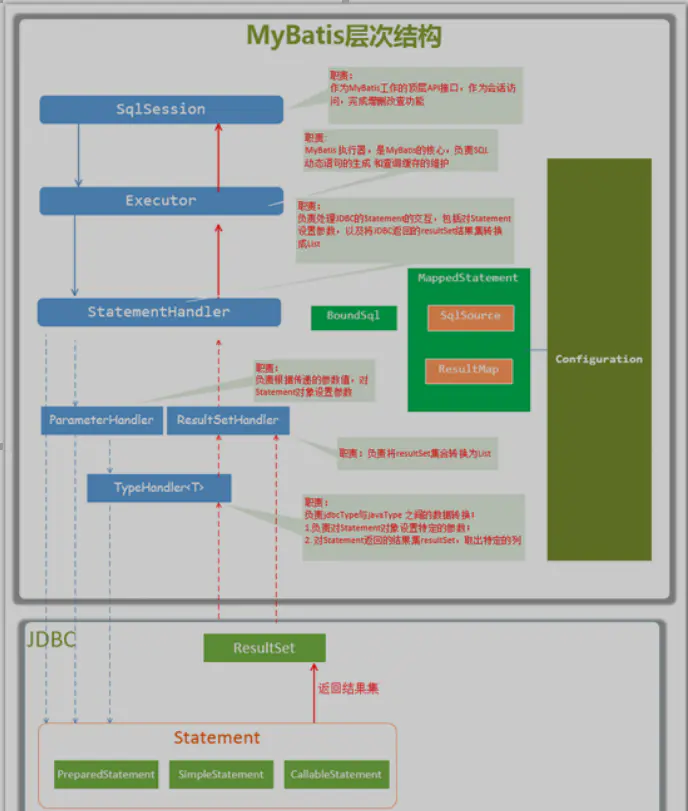 MyBatis层次结构
职责：
作为MyBatis工作的顶层API接口，作为会话访
问，完成增删改查功能
SqlSession
职责:
MyBatis 执行器，是MyBatis的核心，负责SQL
动态语句的生成 和查询缓存的维护
Executor
职责：
负责处理JDBC的Statement的交互，包括对Statement
设置参数，以及将JDBC返回的resultSet结果集转换
成List
StatementHandler
BoundSql
MappedStatement
SqlSource
ResultMap
Configuration
职责：
负责根据传递的参数值，对
Statement对象设置参数
ParameterHandler
ResultSetHandler
职责：负责将resultSet集合转换为List
TypeHandler<T>
职责：
负责jdbcType与javaType 之间的数据转换：
1.负责对Statement对象设置特定的参数；
2. 对Statement返回的结果集resultSet，取出特定的列
JDBC
ResultSet
返回结果集
Statement
PreparedStatement
SimpleStatement
CallableStatement